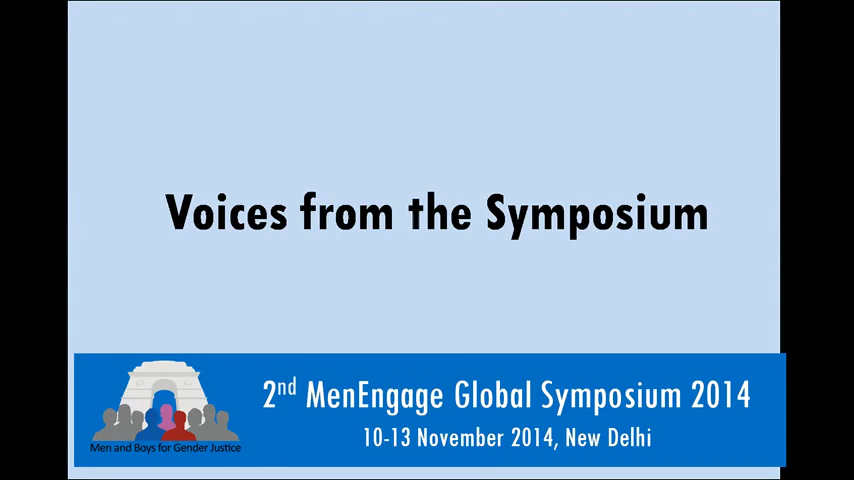 Voices from the Symposium
2nd MenEngage Global Symposium 2014
10-13 November 2014, New Delhi
Men and Boys for Gender Justice